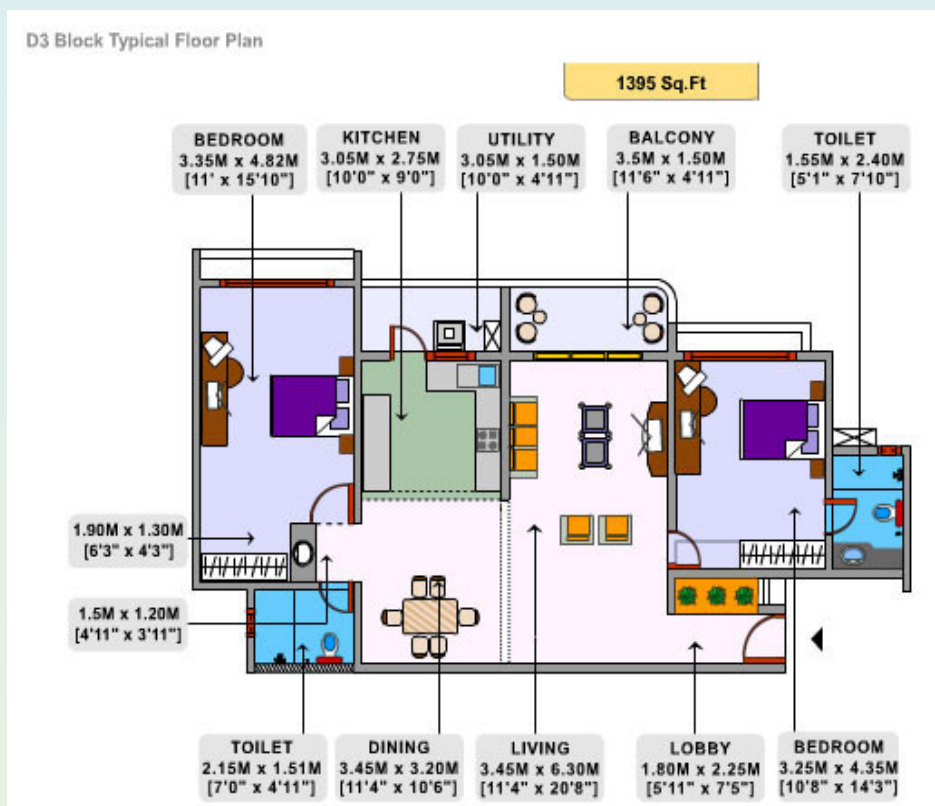 D3 Block Typical Floor Plan
1395 Sq.Ft
BEDROOM
3.35M x 4.82M
[11' x 15'10"]
KITCHEN
3.05M x 2.75M
[10'0" x 9'0"]
UTILITY
3.05M x 1.50M
[10'0" x 4'11"]
BALCONY
3.5M x 1.50M
[11'6" x 4'11"]
TOILET
1.55M x 2.40M
[5'1" x 7'10"]
1.90M x 1.30M
[6'3" x 4'3"]
1.5M x 1.20M
[4'11" x 3'11"]
TOILET
2.15M x 1.51M
[7'0" x 4'11"]
DINING
3.45M x 3.20M
[11'4" x 10'6"]
LIVING
3.45M x 6.30M
[11'4" x 20'8"]
LOBBY
1.80M x 2.25M
[5'11" x 7'5"]
BEDROOM
3.25M x 4.35M
[10'8" x 14'3"]